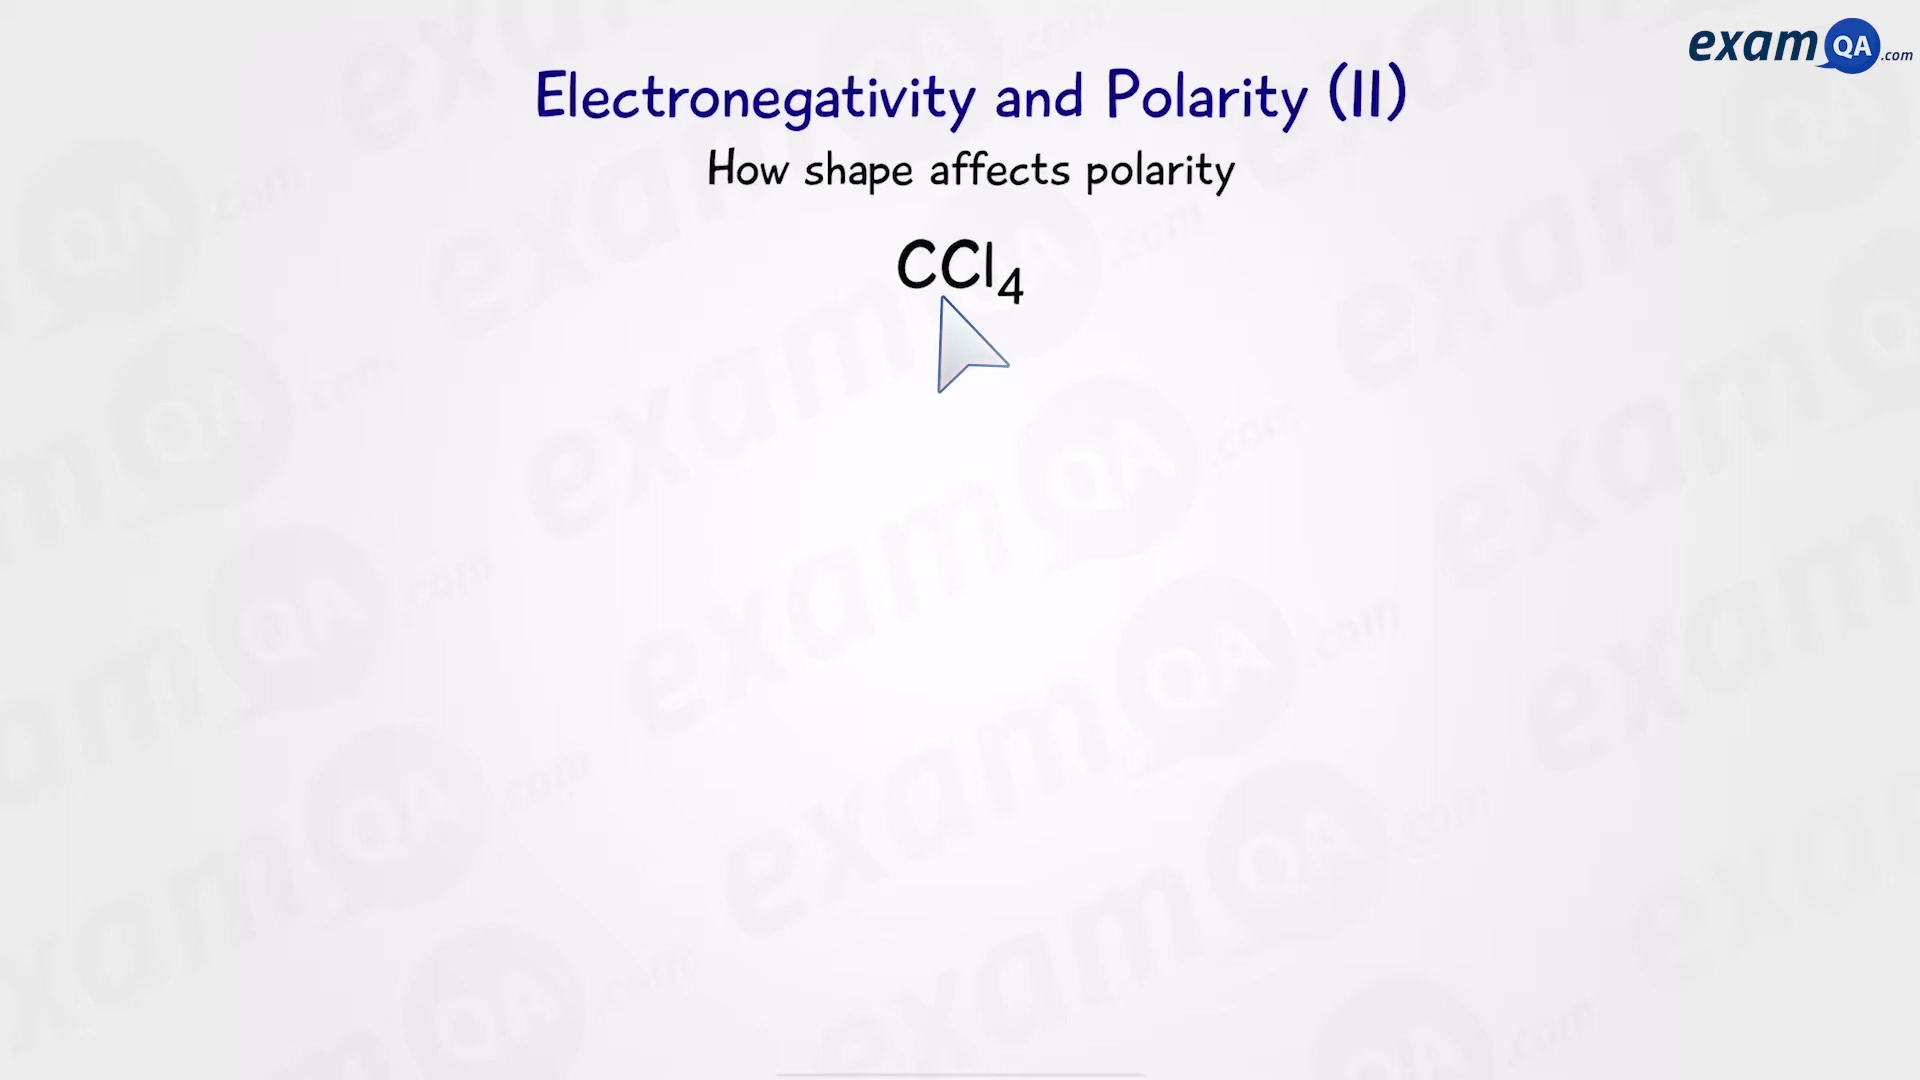 examQA.com
Electronegativity and Polarity (II)
How shape affects polarity
CCl₄